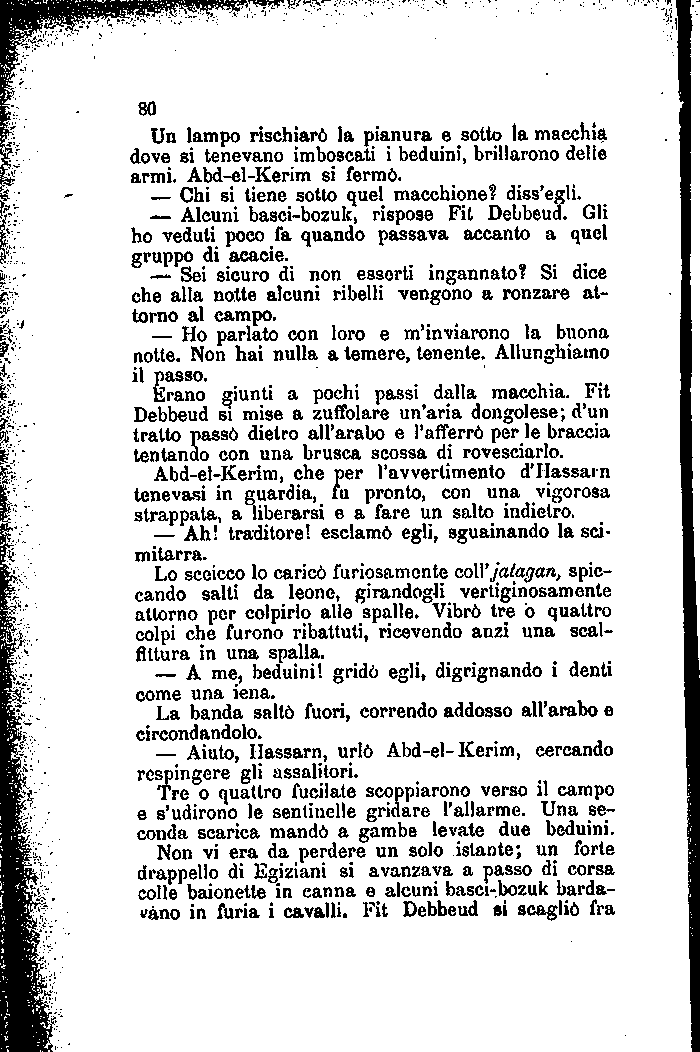 80
Un lampo rischiarò la pianura e sotto la macchia
dove si tenevano imboscati i beduini, brillarono delle
armi. Abd-el-Kerim si fermò.
— Chi si tiene sotto quel macchione? diss'egli.
— Alcuni basci-bozuk, rispose Fit Debbeud. Gli
ho veduti poco fa quando passava accanto a quel
gruppo di acacie.
— Sei sicuro di non esserti ingannato? Si dice
che alla notte alcuni ribelli vengono a ronzare at-
torno al campo.
— Ho parlato con loro e m'inviarono la buona
notte. Non hai nulla a temere, tenente. Allunghiamo
il passo.
Erano giunti a pochi passi dalla macchia. Fit
Debbeud si mise a zuffolare un'aria dongolese; d'un
tratto passò dietro all'arabo e l'afferrò per le braccia
tentando con una brusca scossa di rovesciarlo.
Abd-el-Kerim, che per l'avvertimento d'Hassarn
tenevasi in guardia, fu pronto, con una vigorosa
strappata, a liberarsi e a fare un salto indietro.
— Ah! traditore! esclamò egli, sguainando la sci-
mitarra.
Lo sceicco lo caricò furiosamente coll'jatagan, spic-
cando salti da leone, girandogli vertiginosamente
attorno per colpirlo alle spalle. Vibrò tre o quattro
colpi che furono ribattuti, ricevendo anzi una scal-
fittura in una spalla.
— A me, beduini! gridò egli, digrignando i denti
come una iena.
La banda saltò fuori, correndo addosso all'arabo e
circondandolo.
— Aiuto, Hassarn, urlò Abd-el-Kerim, cercando
respingere gli assalitori.
Tre o quattro fucilate scoppiarono verso il campo
e s'udirono le sentinelle gridare l'allarme. Una se-
conda scarica mandò a gambe levate due beduini.
Non vi era da perdere un solo istante; un forte
drappello di Egiziani si avanzava a passo di corsa
colle baionette in canna e alcuni basci-bozuk barda-
vano in furia i cavalli. Fit Debbeud si scagliò fra